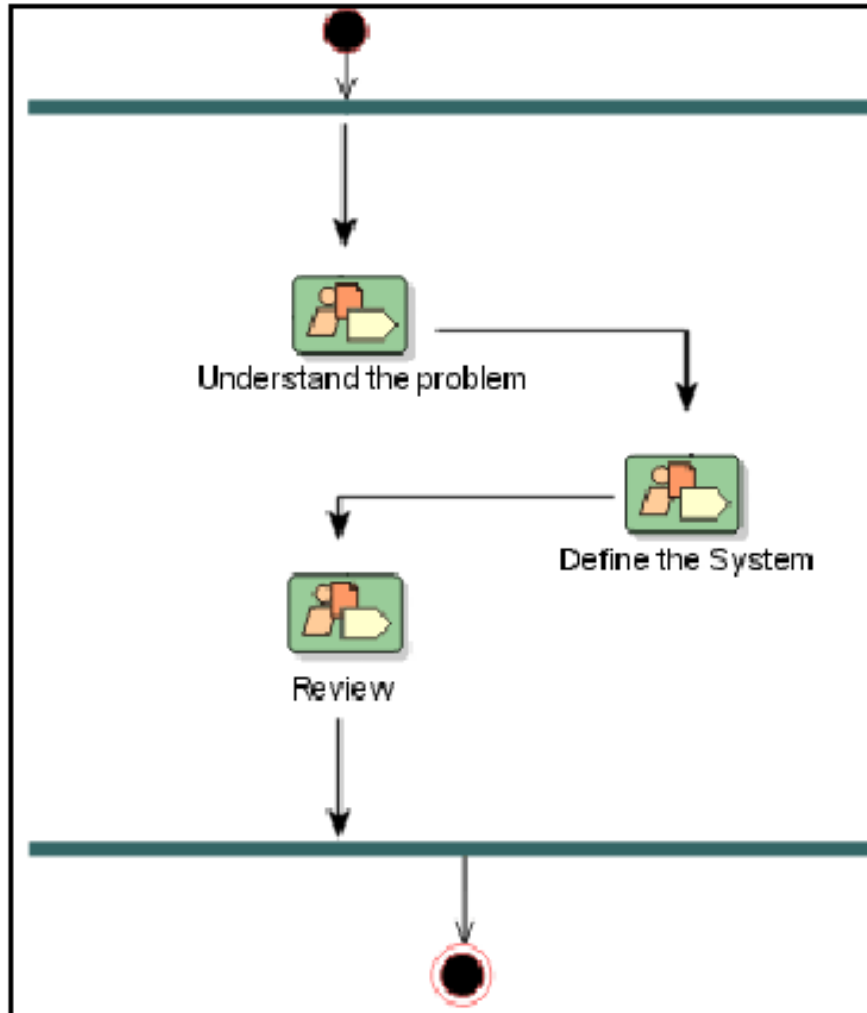 Understand the problem
Define the System
Review